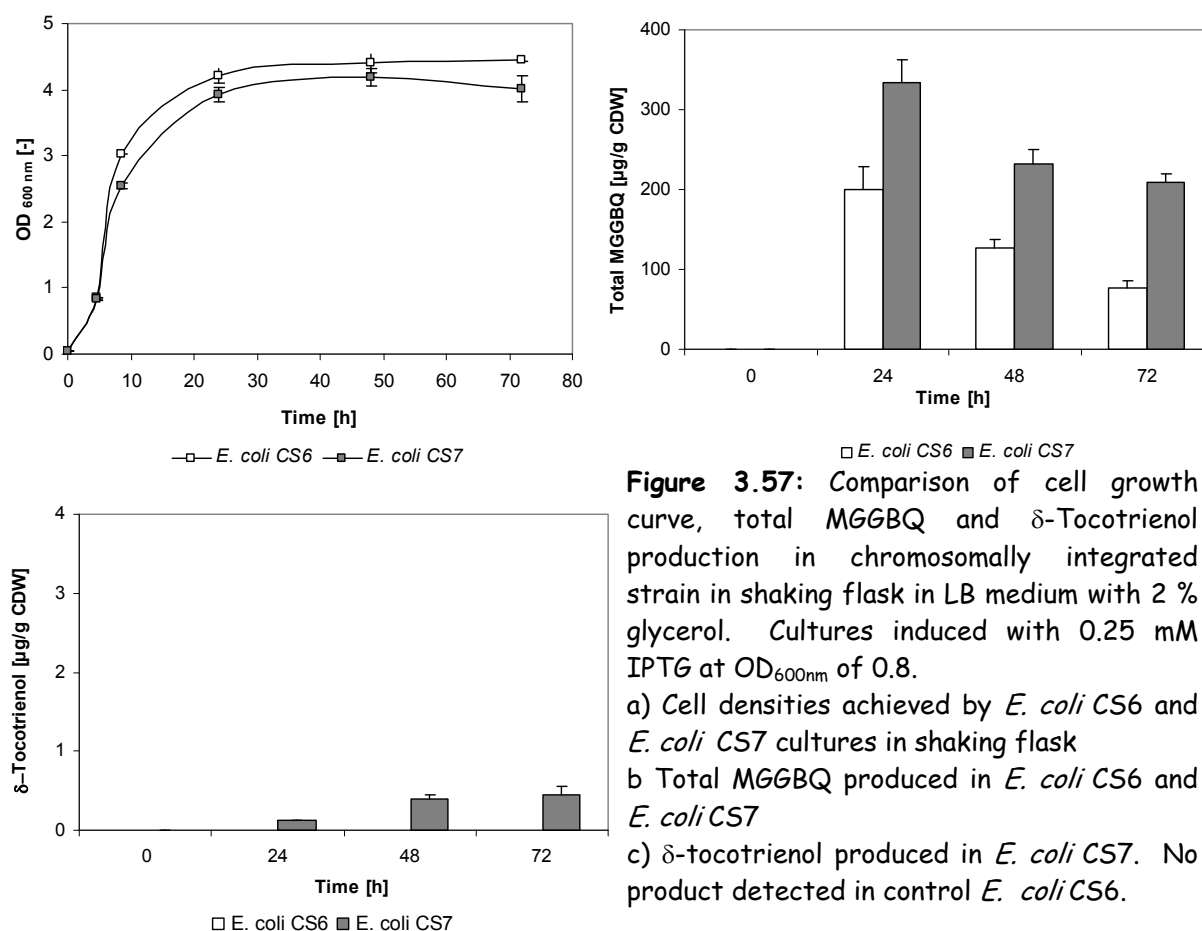 5
4
3
2
1
0
OD 600 nm [-]
0 10 20 30 40 50 60 70 80
Time [h]
E. coli CS6 E. coli CS7
400
300
200
100
0
Total MGGBQ [µg/g CDW]
0 24 48 72
Time [h]
E. coli CS6 E. coli CS7
4
3
2
1
0
δ–Tocotrienol [µg/g CDW]
0 24 48 72
Time [h]
E. coli CS6 E. coli CS7
Figure 3.57: Comparison of cell growth
curve, total MGGBQ and δ-Tocotrienol
production in chromosomally integrated
strain in shaking flask in LB medium with 2 %
glycerol. Cultures induced with 0.25 mM
IPTG at OD600nm of 0.8.
a) Cell densities achieved by E. coli CS6 and
E. coli CS7 cultures in shaking flask
b Total MGGBQ produced in E. coli CS6 and
E. coli CS7
c) δ-tocotrienol produced in E. coli CS7. No
product detected in control E. coli CS6.